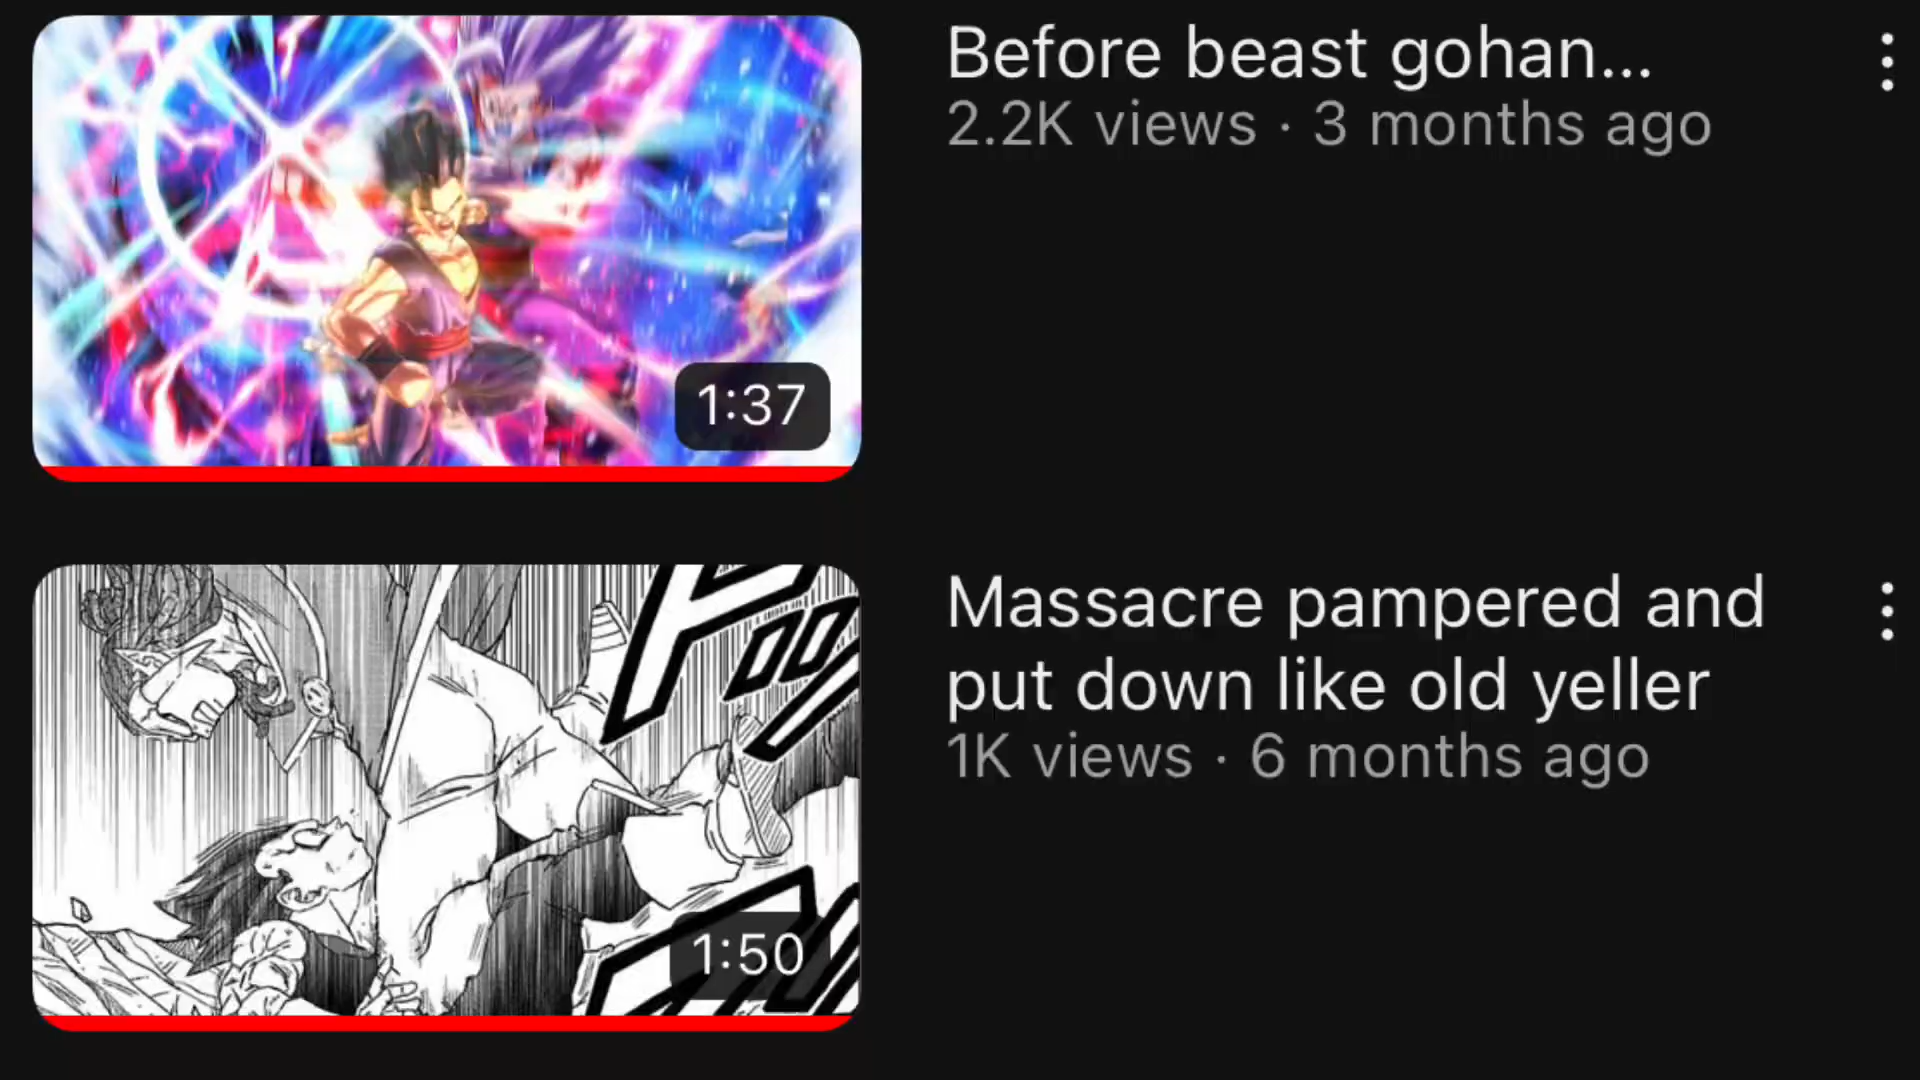 Before beast gohan...
2.2K views · 3 months ago
1:37
Massacre pampered and
put down like old yeller
1K views · 6 months ago
1:50